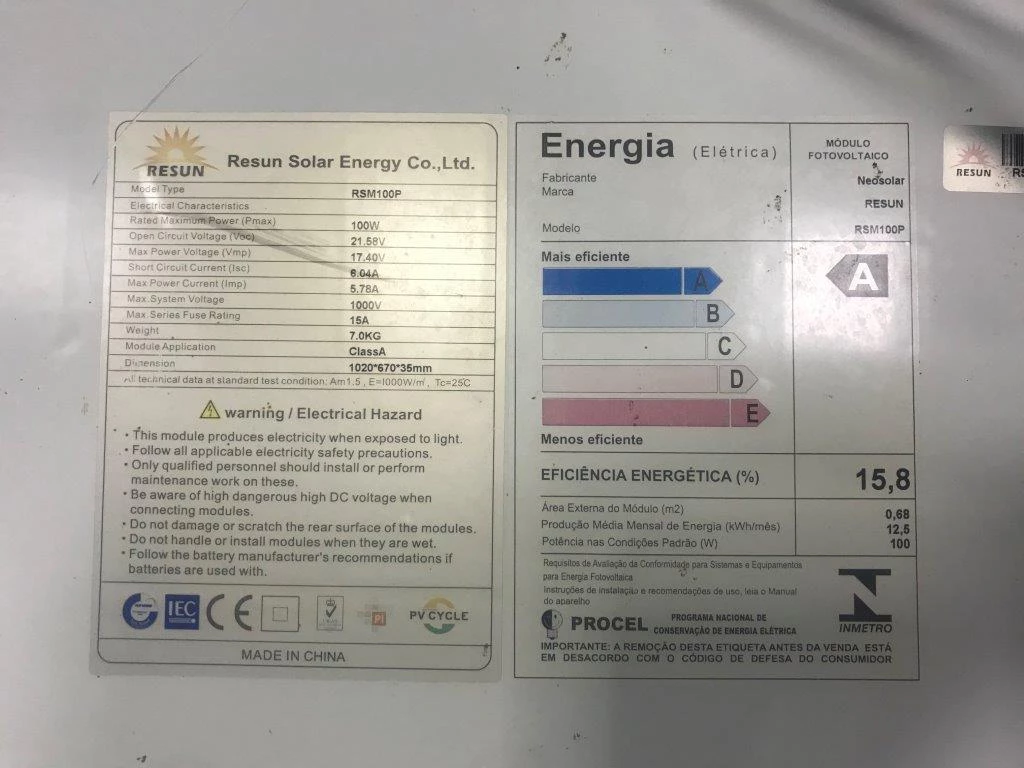 RESUN
Resun Solar Energy Co.,Ltd.
Model Type RSM100P
Electrical Characteristics
Rated Maximum Power (Pmax) 100W
Open Circuit Voltage (Voc) 21.58V
Max Power Voltage (Vmp) 17.40V
Short Circuit Current (Isc) 6.04A
Max.Power Current (Imp) 5.78A
Max.System Voltage 1000V
Max.Series Fuse Rating 15A
Weight 7.0KG
Module Application ClassA
Dimension 1020*670*35mm
All technical data at standard test condition: Am1.5 , E=1000W/m², Tc=25C
warning / Electrical Hazard
• This module produces electricity when exposed to light.
• Follow all applicable electricity safety precautions.
• Only qualified personnel should install or perform
maintenance work on these.
• Be aware of high dangerous high DC voltage when
connecting modules.
• Do not damage or scratch the rear surface of the modules.
• Do not handle or install modules when they are wet.
• Follow the battery manufacturer's recommendations if
batteries are used with.
IEC CE PI PV CYCLE
MADE IN CHINA
Energia (Elétrica) MÓDULO
FOTOVOLTAICO
Fabricante Neosolar
Marca RESUN
Modelo RSM100P
Mais eficiente
A A
B
C
D
E
Menos eficiente
EFICIÊNCIA ENERGÉTICA (%) 15,8
Área Externa do Módulo (m2) 0,68
Produção Média Mensal de Energia (kWh/mês) 12,5
Potência nas Condições Padrão (W) 100
Requisitos de Avaliação da Conformidade para Sistemas e Equipamentos
para Energia Fotovoltaica
Instruções de instalação e recomendações de uso, leia o Manual
do aparelho
PROCEL PROGRAMA NACIONAL DE
CONSERVAÇÃO DE ENERGIA ELÉTRICA
INMETRO
IMPORTANTE: A REMOÇÃO DESTA ETIQUETA ANTES DA VENDA ESTÁ
EM DESACORDO COM O CÓDIGO DE DEFESA DO CONSUMIDOR
RESUN